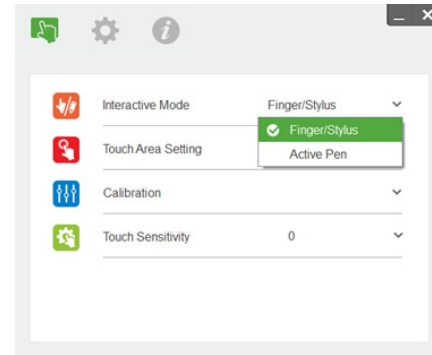 Interactive Mode Finger/Stylus
Finger/Stylus
Touch Area Setting
Active Pen
Calibration
Touch Sensitivity 0